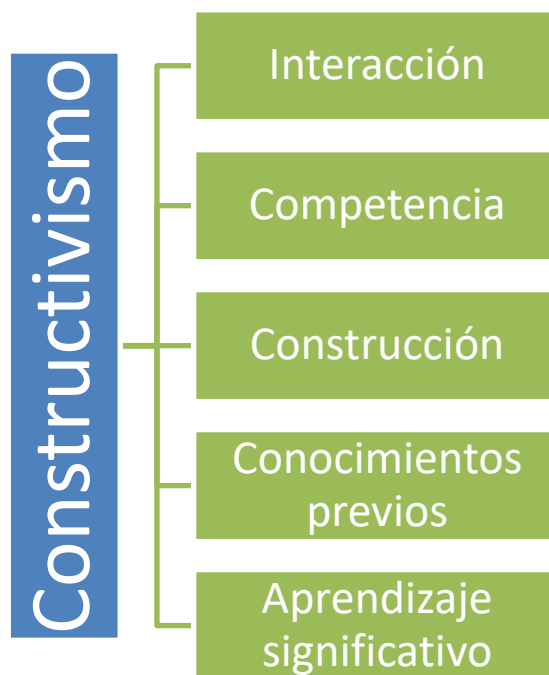 Constructivismo
Interacción
Competencia
Construcción
Conocimientos
previos
Aprendizaje
significativo